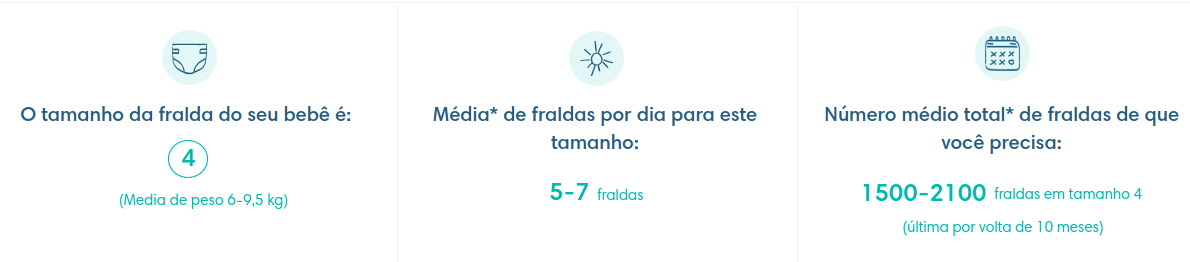 O tamanho da fralda do seu bebê é:
4
(Media de peso 6-9,5 kg)
Média* de fraldas por dia para este
tamanho:
5-7 fraldas
Número médio total* de fraldas de que
você precisa:
1500-2100 fraldas em tamanho 4
(última por volta de 10 meses)